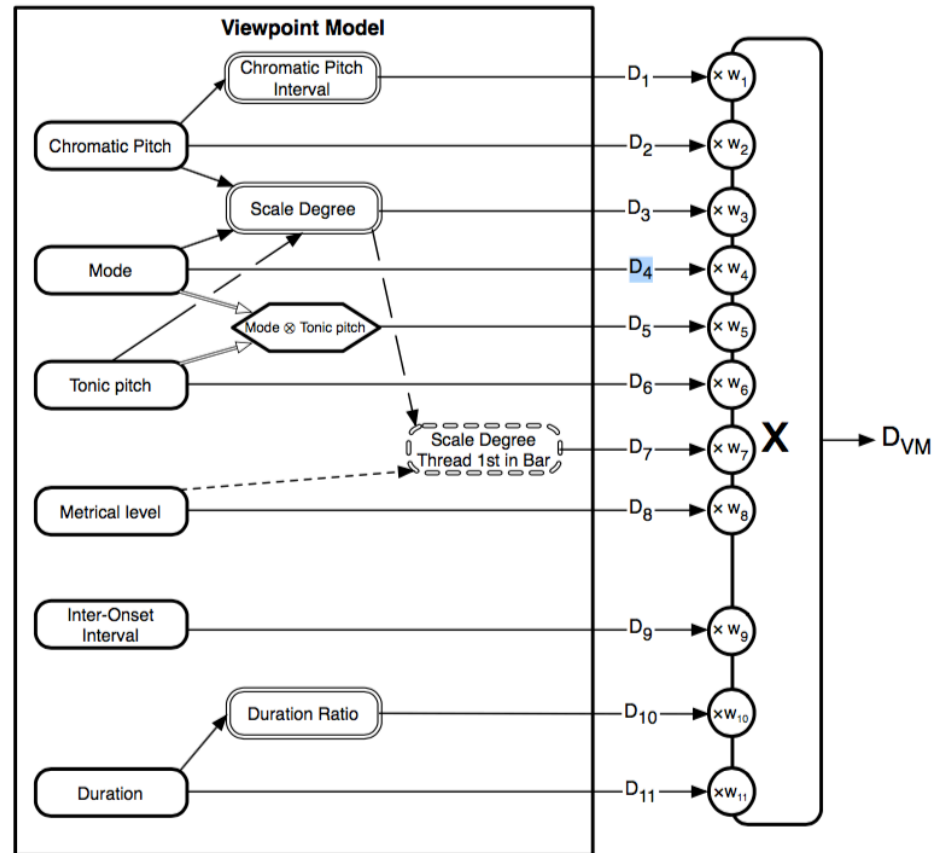 Viewpoint Model
Chromatic Pitch
Interval
D1
× w1
Chromatic Pitch
D2
× w2
Scale Degree
D3
× w3
Mode
D4
× w4
Mode ⊗ Tonic pitch
D5
× w5
Tonic pitch
D6
× w6
Scale Degree
Thread 1st in Bar
D7
× w7
X
DVM
Metrical level
D8
× w8
Inter-Onset
Interval
D9
× w9
Duration Ratio
D10
×w10
Duration
D11
×w11